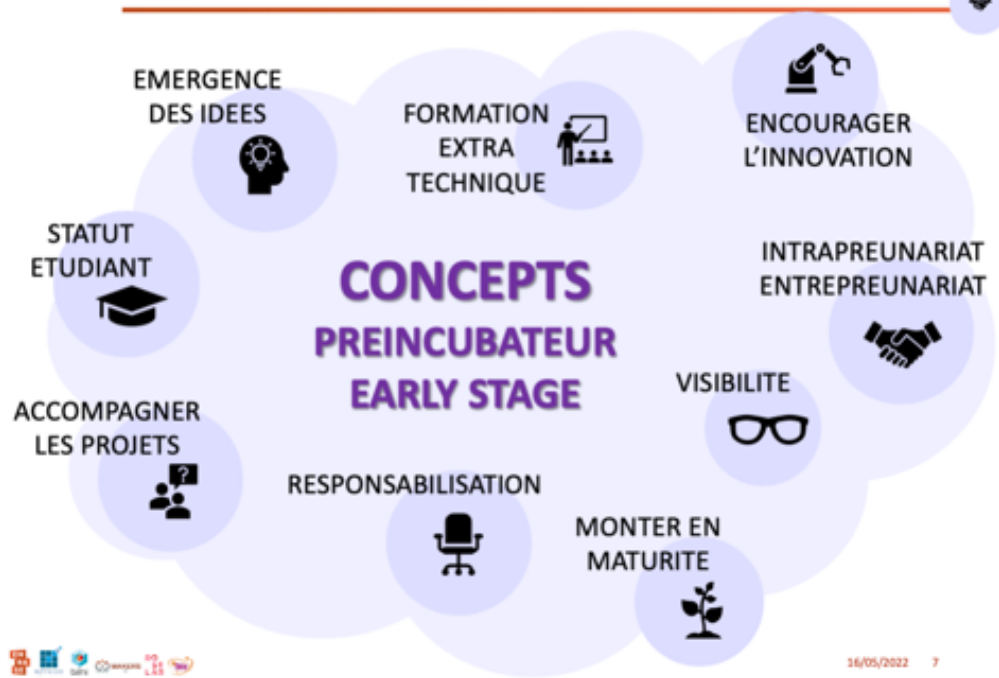 EMERGENCE
DES IDEES
FORMATION
EXTRA
TECHNIQUE
ENCOURAGER
L'INNOVATION
STATUT
ETUDIANT
CONCEPTS
PREINCUBATEUR
EARLY STAGE
INTRAPREUNARIAT
ENTREPREUNARIAT
VISIBILITE
ACCOMPAGNER
LES PROJETS
?
RESPONSABILISATION
MONTER EN
MATURITE
16/05/2022 7